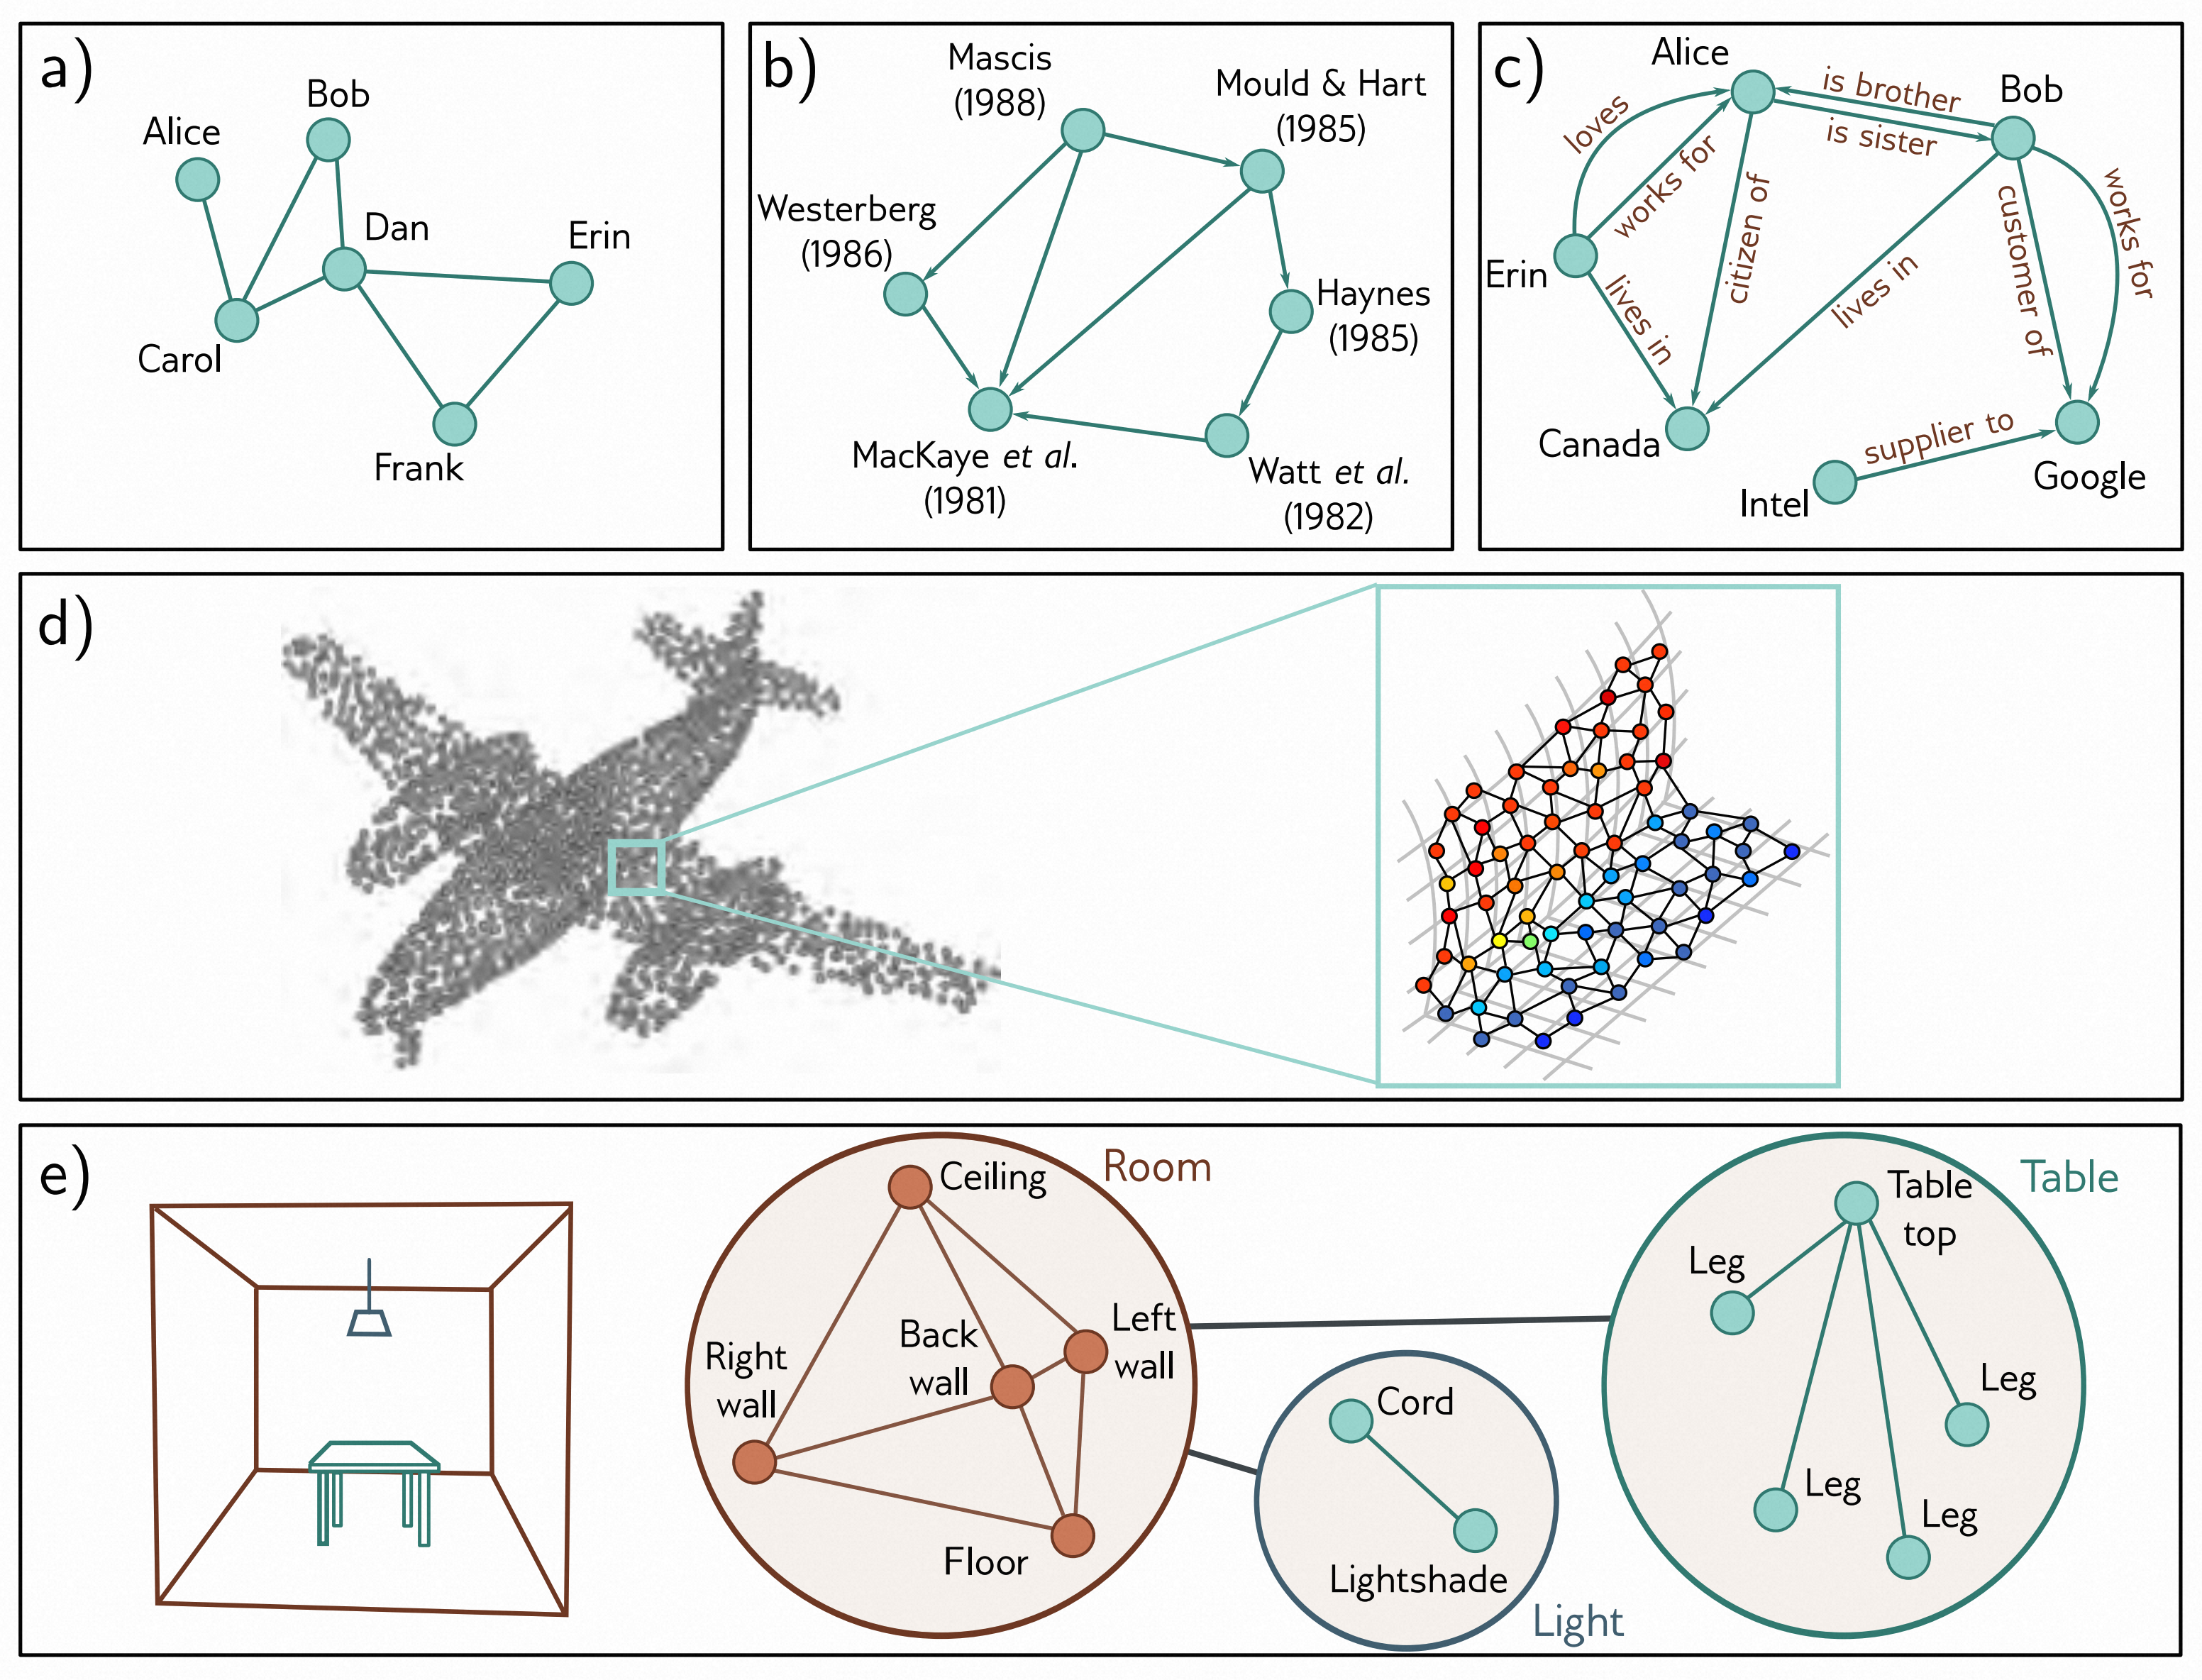 a)
Alice
Bob
Dan
Erin
Carol
Frank
b)
Mascis
(1988)
Mould & Hart
(1985)
Westerberg
(1986)
Haynes
(1985)
MacKaye et al.
(1981)
Watt et al.
(1982)
c)
Alice
Bob
is brother
is sister
loves
works for
citizen of
lives in
customer of
works for
Erin
lives in
Canada
supplier to
Intel
Google
d)
e)
Room
Ceiling
Right
wall
Back
wall
Left
wall
Floor
Cord
Lightshade
Light
Table
Table
top
Leg
Leg
Leg
Leg